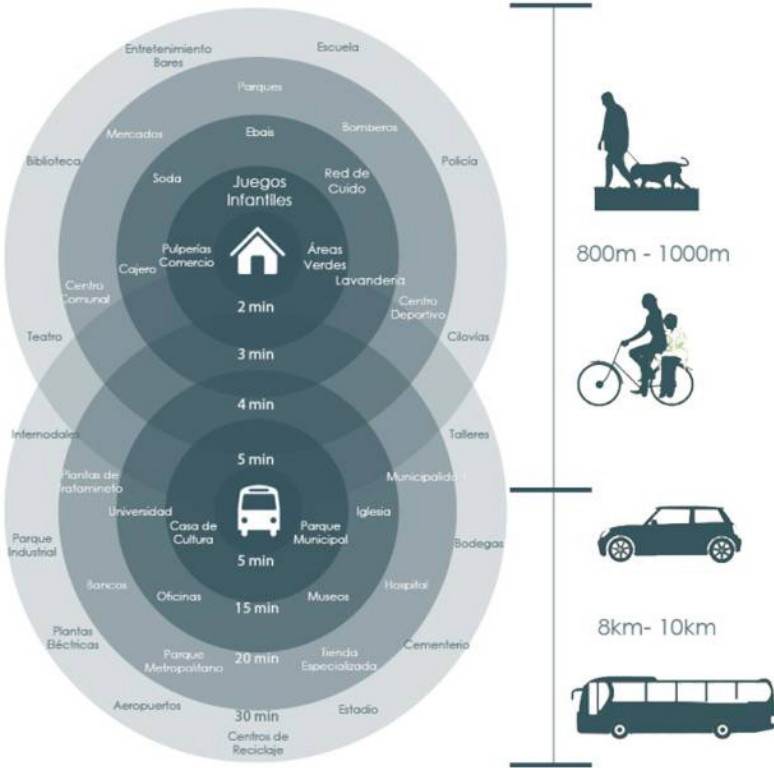 Entretenimiento
Bares
Escuela
Parques
Mercados
Ebais
Bomberos
Biblioteca
Policía
Soda
Juegos
Infantiles
Red de
Cuido
Pulperías
Comercio
Áreas
Verdes
Cajero
Lavandería
Centro
Comunal
Centro
Deportivo
2 min
Teatro
Cilovías
3 min
4 min
800m - 1000m
Internodales
Talleres
5 min
Plantas de
Tratamineto
Municipalidad
Universidad
Iglesia
Casa de
Cultura
Parque
Municipal
Parque
Industrial
Bodegas
5 min
Bancos
Hospital
Oficinas
Museos
15 min
Plantas
Eléctricas
Cementerio
Parque
Metropolitano
20 min
Tienda
Especializada
Aeropuertos
Estadio
30 min
Centros de
Reciclaje
8km- 10km